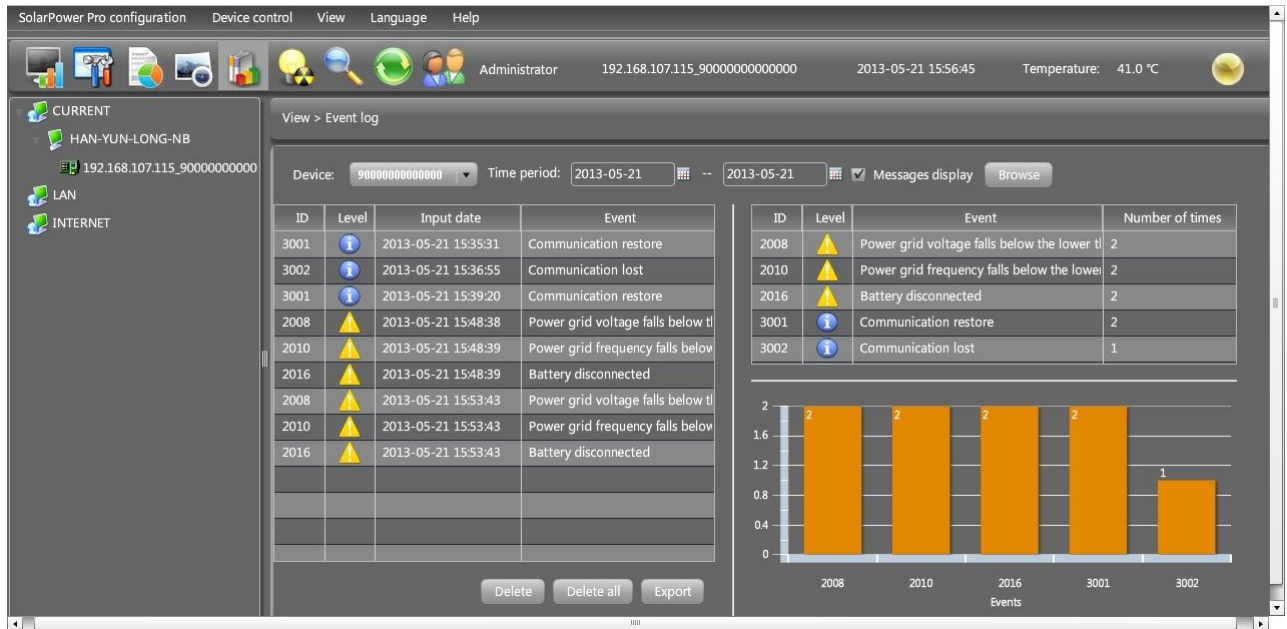 SolarPower Pro configuration Device control View Language Help
Administrator 192.168.107.115_90000000000000 2013-05-21 15:56:45 Temperature: 41.0 ℃
CURRENT
HAN-YUN-LONG-NB
192.168.107.115_90000000000
LAN
INTERNET
View > Event log
Device: 90000000000000 Time period: 2013-05-21 -- 2013-05-21 Messages display Browse
ID Level Input date Event
3001 2013-05-21 15:35:31 Communication restore
3002 2013-05-21 15:36:55 Communication lost
3001 2013-05-21 15:39:20 Communication restore
2008 2013-05-21 15:48:38 Power grid voltage falls below
2010 2013-05-21 15:48:39 Power grid frequency falls below
2016 2013-05-21 15:48:39 Battery disconnected
2008 2013-05-21 15:53:43 Power grid voltage falls below
2010 2013-05-21 15:53:43 Power grid frequency falls below
2016 2013-05-21 15:53:43 Battery disconnected
Delete Delete all Export
ID Level Event Number of times
2008 Power grid voltage falls below the lower 2
2010 Power grid frequency falls below the lower 2
2016 Battery disconnected 2
3001 Communication restore 2
3002 Communication lost 1
2 2 2 2 2
1.6
1.2 1
0.8
0.4
0
2008 2010 2016 3001 3002
Events